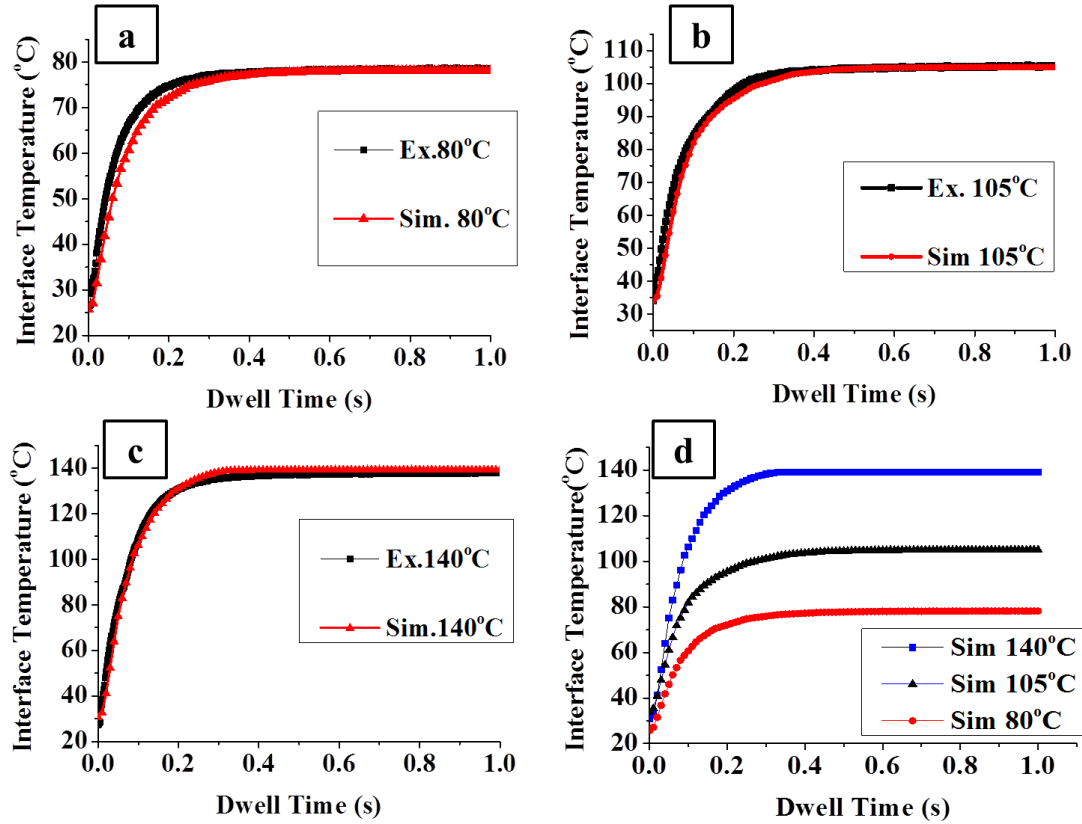 a
Interface Temperature (°C)
80
70
60
50
40
30
20
Ex.80°C
Sim. 80°C
0.0 0.2 0.4 0.6 0.8 1.0
Dwell Time (s)
b
Interface Temperature (°C)
110
100
90
80
70
60
50
40
30
Ex. 105°C
Sim 105°C
0.0 0.2 0.4 0.6 0.8 1.0
Dwell Time (s)
c
Interface Temperature (°C)
140
120
100
80
60
40
20
Ex.140°C
Sim.140°C
0.0 0.2 0.4 0.6 0.8 1.0
Dwell Time (s)
d
Interface Temperature(°C)
140
120
100
80
60
40
20
Sim 140°C
Sim 105°C
Sim 80°C
0.0 0.2 0.4 0.6 0.8 1.0
Dwell Time (s)